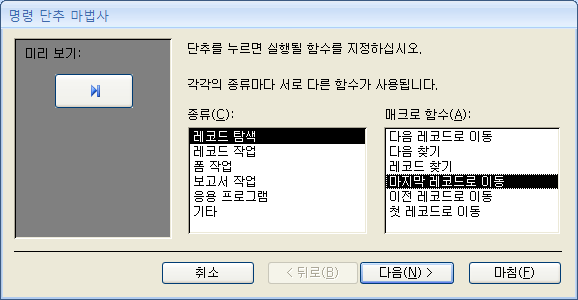 명령 단추 마법사
미리 보기:
단추를 누르면 실행될 함수를 지정하십시오.
각각의 종류마다 서로 다른 함수가 사용됩니다.
종류(C):
레코드 탐색
레코드 작업
폼 작업
보고서 작업
응용 프로그램
기타
매크로 함수(A):
다음 레코드로 이동
다음 찾기
레코드 찾기
마지막 레코드로 이동
이전 레코드로 이동
첫 레코드로 이동
취소
< 뒤로(B)
다음(N) >
마침(F)